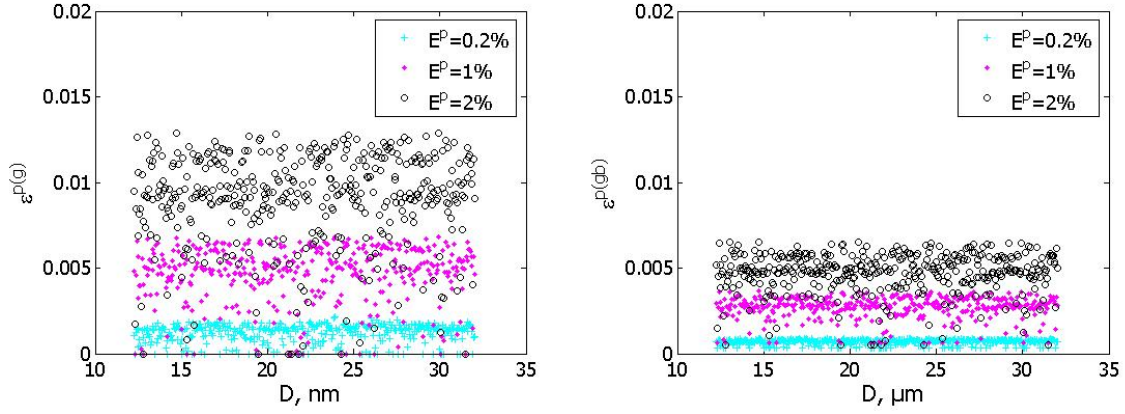 0.02
0.015
0.01
0.005
0
ε^p(g)
E^p=0.2%
E^p=1%
E^p=2%
10 15 20 25 30 35
D, nm
0.02
0.015
0.01
0.005
0
ε^p(gb)
E^p=0.2%
E^p=1%
E^p=2%
10 15 20 25 30 35
D, μm